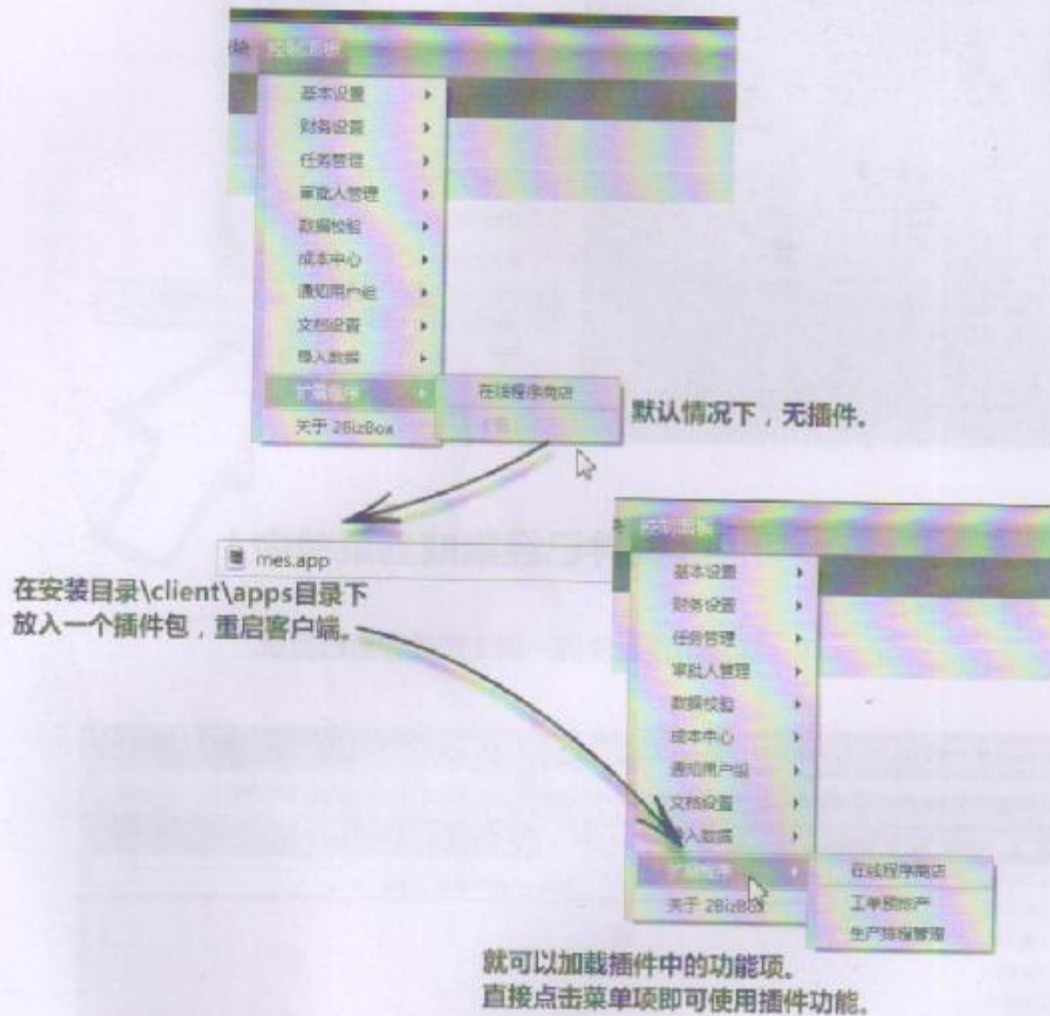 控制面板
基本设置
财务设置
任务管理
审批人管理
数据校验
成本中心
通知用户组
文档设置
导入数据
扩展程序
在线程序商店
关于 2BizBox
默认情况下，无插件。
mes.app
在安装目录\client\apps目录下
放入一个插件包，重启客户端。
控制面板
基本设置
财务设置
任务管理
审批人管理
数据校验
成本中心
通知用户组
文档设置
导入数据
扩展程序
在线程序商店
关于 2BizBox
工单预排产
生产排程管理
就可以加载插件中的功能项。
直接点击菜单项即可使用插件功能。